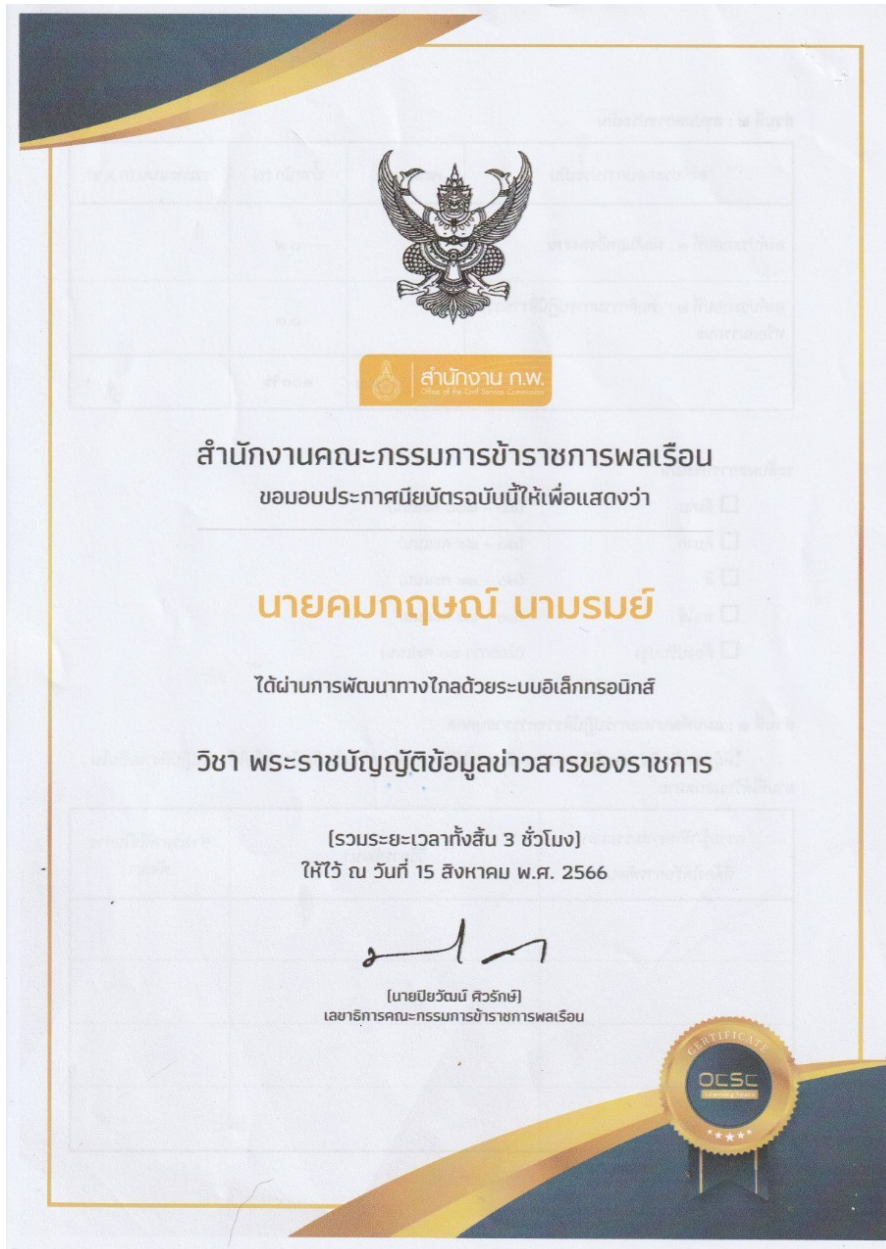 สำนักงาน ก.พ.
Office of the Civil Service Commission
สำนักงานคณะกรรมการข้าราชการพลเรือน
ขอมอบประกาศนียบัตรฉบับนี้ให้เพื่อแสดงว่า
นายคมกฤษณ์ นามรมย์
ได้ผ่านการพัฒนาทางไกลด้วยระบบอิเล็กทรอนิกส์
วิชา พระราชบัญญัติข้อมูลข่าวสารของราชการ
(รวมระยะเวลาทั้งสิ้น 3 ชั่วโมง)
ให้ไว้ ณ วันที่ 15 สิงหาคม พ.ศ. 2566
(นายปิยวัฒน์ ศิวรักษ์)
เลขาธิการคณะกรรมการข้าราชการพลเรือน
CERTIFICATE
OCSC
Learning Space